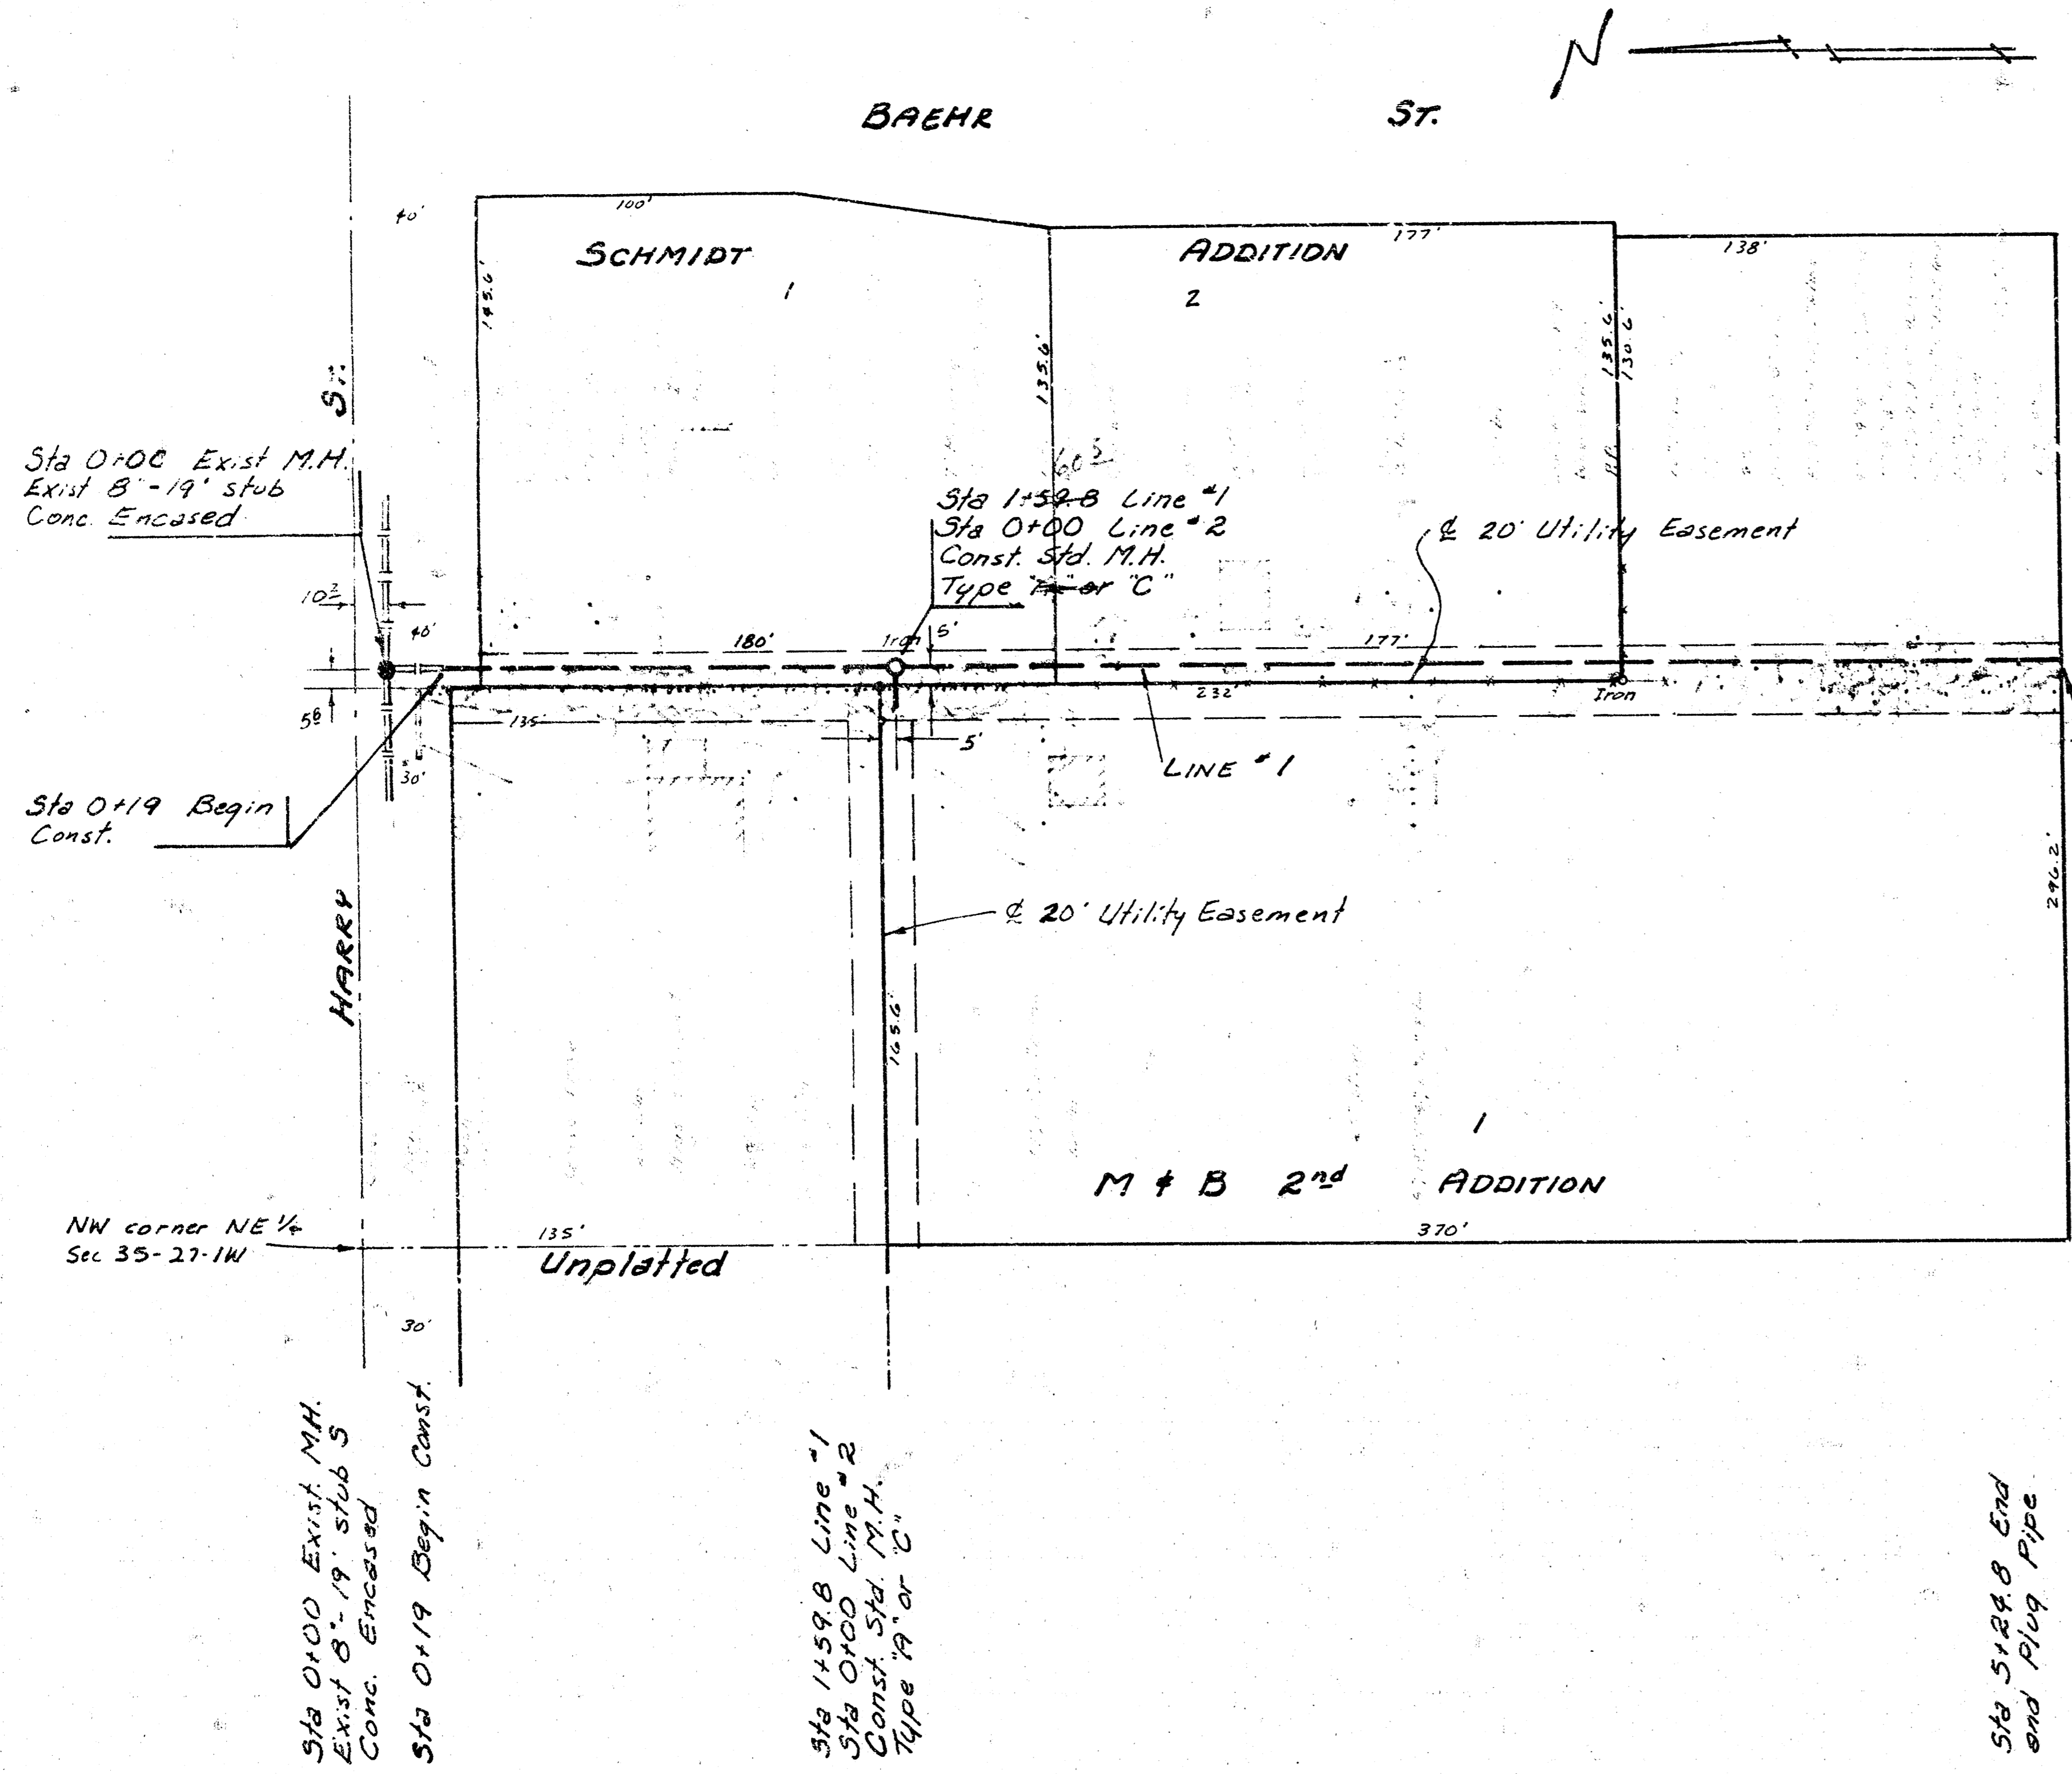 N
BAEHR ST.
40'
100'
177'
138'
SCHMIDT ADDITION
1
2
145.6'
135.6'
135.6'
130.6'
HARRY ST.
Sta 0+00 Exist M.H.
Exist 8"-19' stub
Conc. Encased
60⁵
Sta 1+59.8 Line #1
Sta 0+00 Line #2
Const. Std. M.H.
Type "A" or "C"
℄ 20' Utility Easement
10²
40'
180'
Iron
5'
177'
5⁸
135'
232'
Iron
5'
30'
LINE #1
Sta 0+19 Begin
Const.
296.2'
℄ 20' Utility Easement
165.6'
1
M & B 2nd ADDITION
NW corner NE 1/4
Sec 35-27-1W
135'
370'
Unplatted
30'
Sta 0+00 Exist. M.H.
Exist 8"-19' stub S
Conc. Encased
Sta 0+19 Begin Const.
Sta 1+59.8 Line #1
Sta 0+00 Line #2
Const. Std. M.H.
Type "A" or "C"
Sta 5+24.8 End
and Plug Pipe